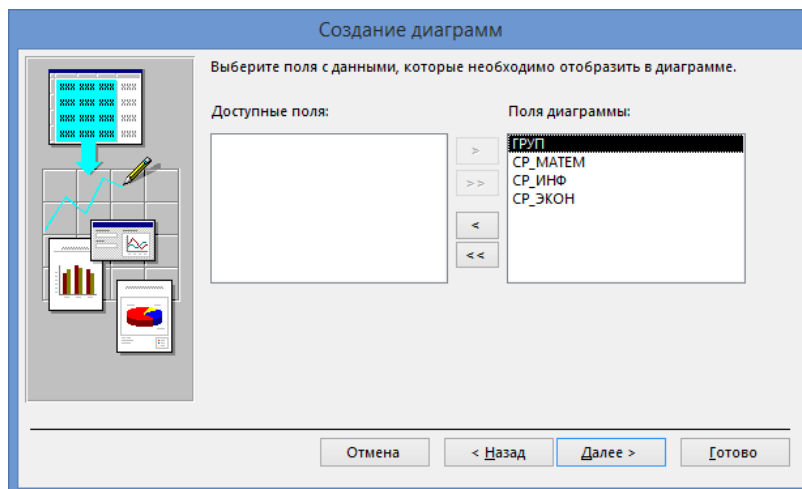 Создание диаграмм
Выберите поля с данными, которые необходимо отобразить в диаграмме.
Доступные поля:
Поля диаграммы:
>
>>
<
<<
ГРУП
СР_МАТЕМ
СР_ИНФ
СР_ЭКОН
Отмена
< Назад
Далее >
Готово